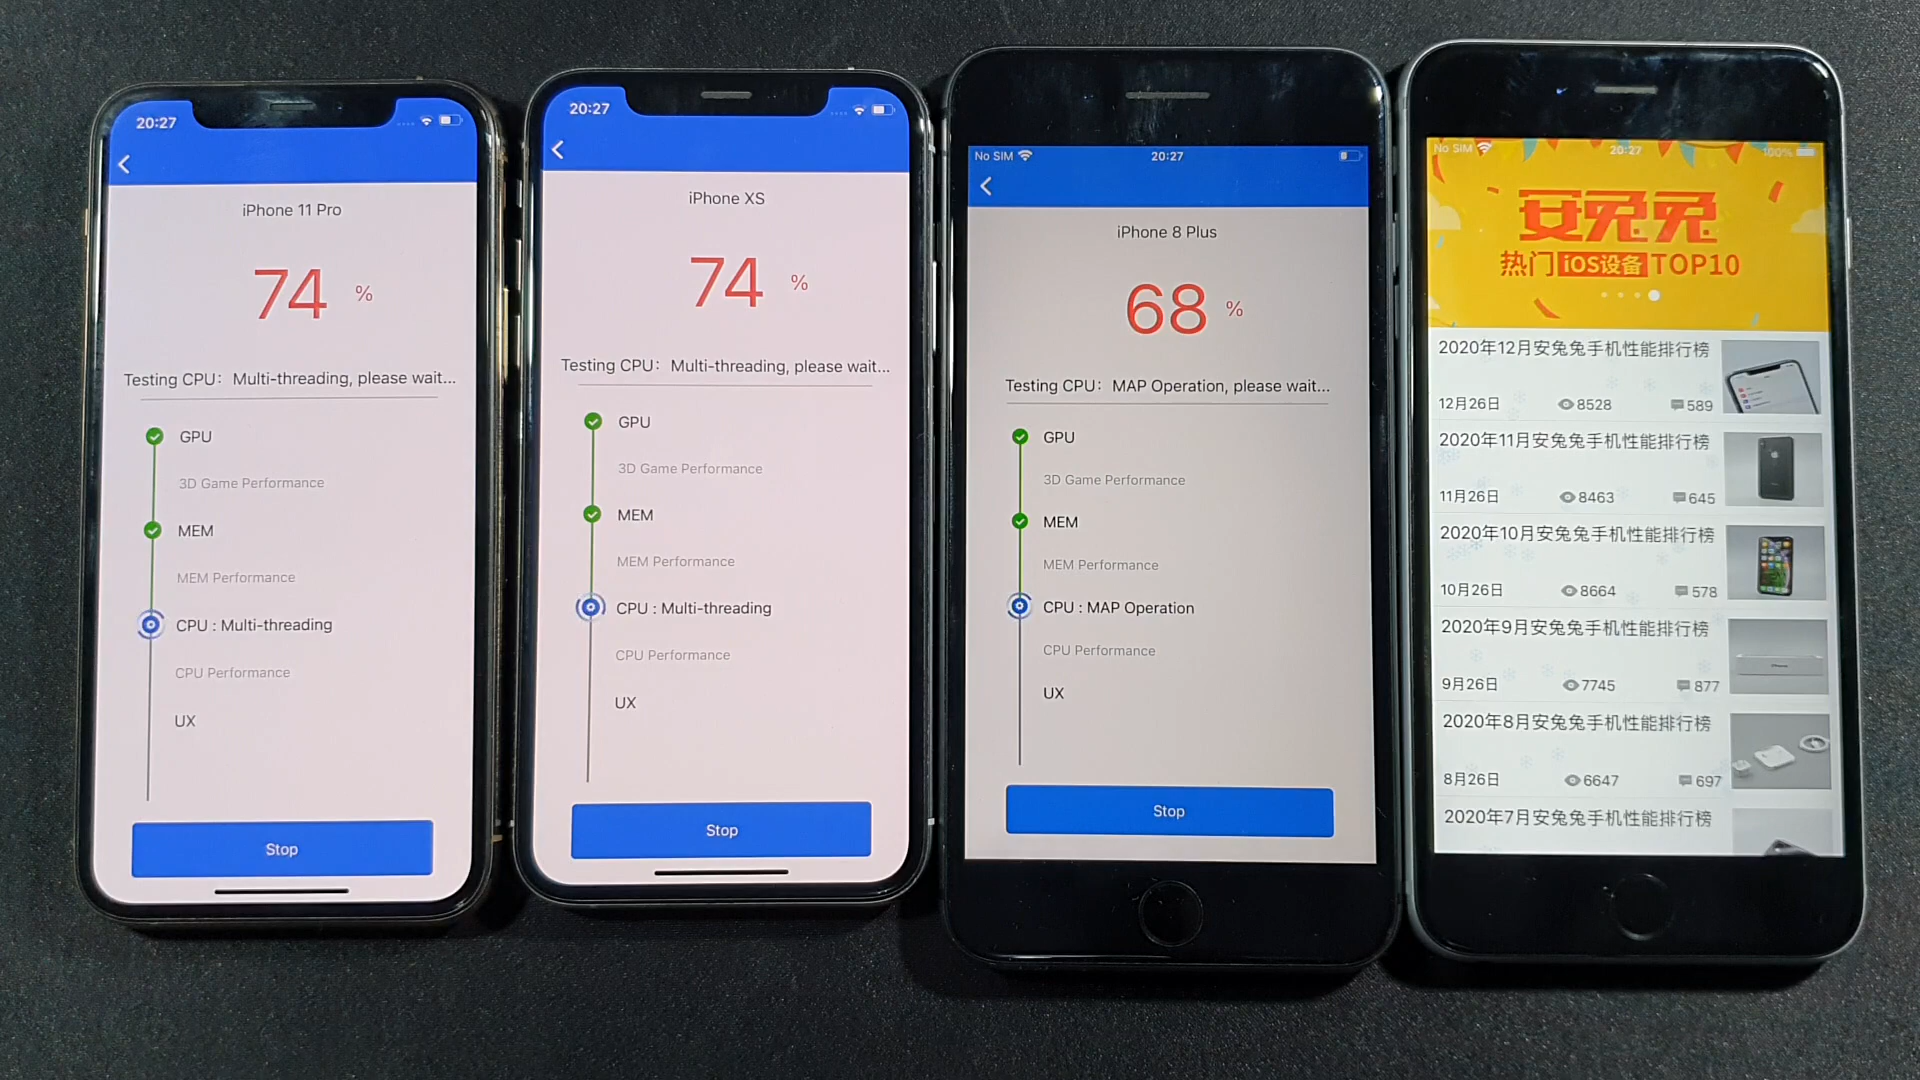 20:27
iPhone 11 Pro
74 %
Testing CPU: Multi-threading, please wait...
GPU
3D Game Performance
MEM
MEM Performance
CPU : Multi-threading
CPU Performance
UX
Stop
20:27
iPhone XS
74 %
Testing CPU: Multi-threading, please wait...
GPU
3D Game Performance
MEM
MEM Performance
CPU : Multi-threading
CPU Performance
UX
Stop
No SIM 20:27
iPhone 8 Plus
68 %
Testing CPU: MAP Operation, please wait...
GPU
3D Game Performance
MEM
MEM Performance
CPU : MAP Operation
CPU Performance
UX
Stop
No SIM 20:27 100%
安兔兔
热门iOS设备TOP10
2020年12月安兔兔手机性能排行榜
12月26日 8528 589
2020年11月安兔兔手机性能排行榜
11月26日 8463 645
2020年10月安兔兔手机性能排行榜
10月26日 8664 578
2020年9月安兔兔手机性能排行榜
9月26日 7745 877
2020年8月安兔兔手机性能排行榜
8月26日 6647 697
2020年7月安兔兔手机性能排行榜